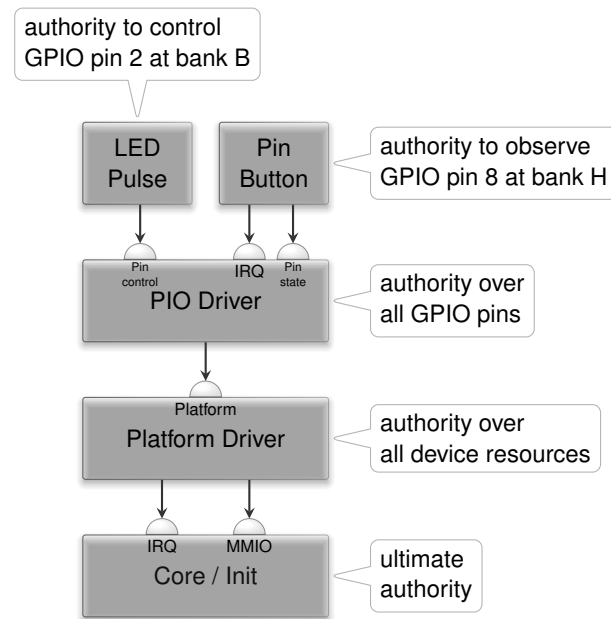 authority to control
GPIO pin 2 at bank B
LED
Pulse
Pin
Button
authority to observe
GPIO pin 8 at bank H
Pin
control
IRQ
Pin
state
PIO Driver
authority over
all GPIO pins
Platform
Platform Driver
authority over
all device resources
IRQ
MMIO
Core / Init
ultimate
authority